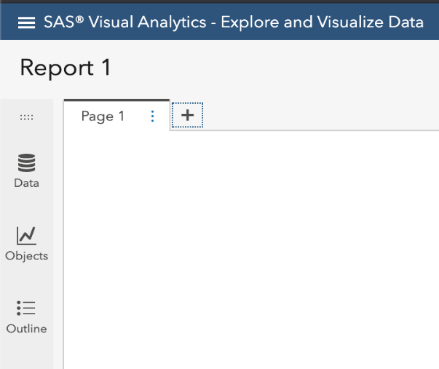 SAS® Visual Analytics - Explore and Visualize Data
Report 1
Page 1
Data
Objects
Outline